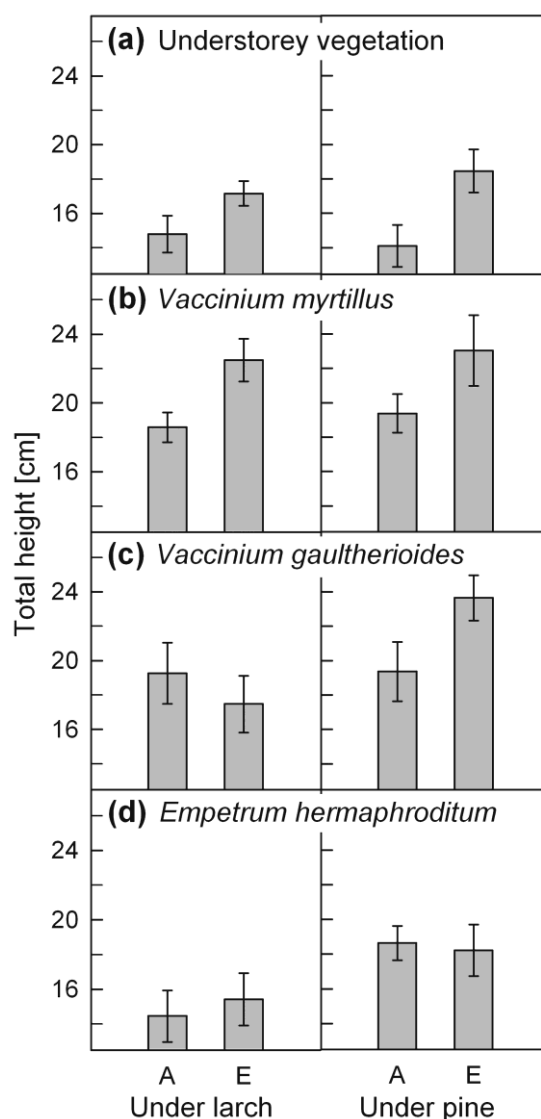 (a) Understorey vegetation
24
20
16
(b) Vaccinium myrtillus
24
20
16
(c) Vaccinium gaultherioides
24
20
16
(d) Empetrum hermaphroditum
24
20
16
Total height [cm]
A E A E
Under larch Under pine